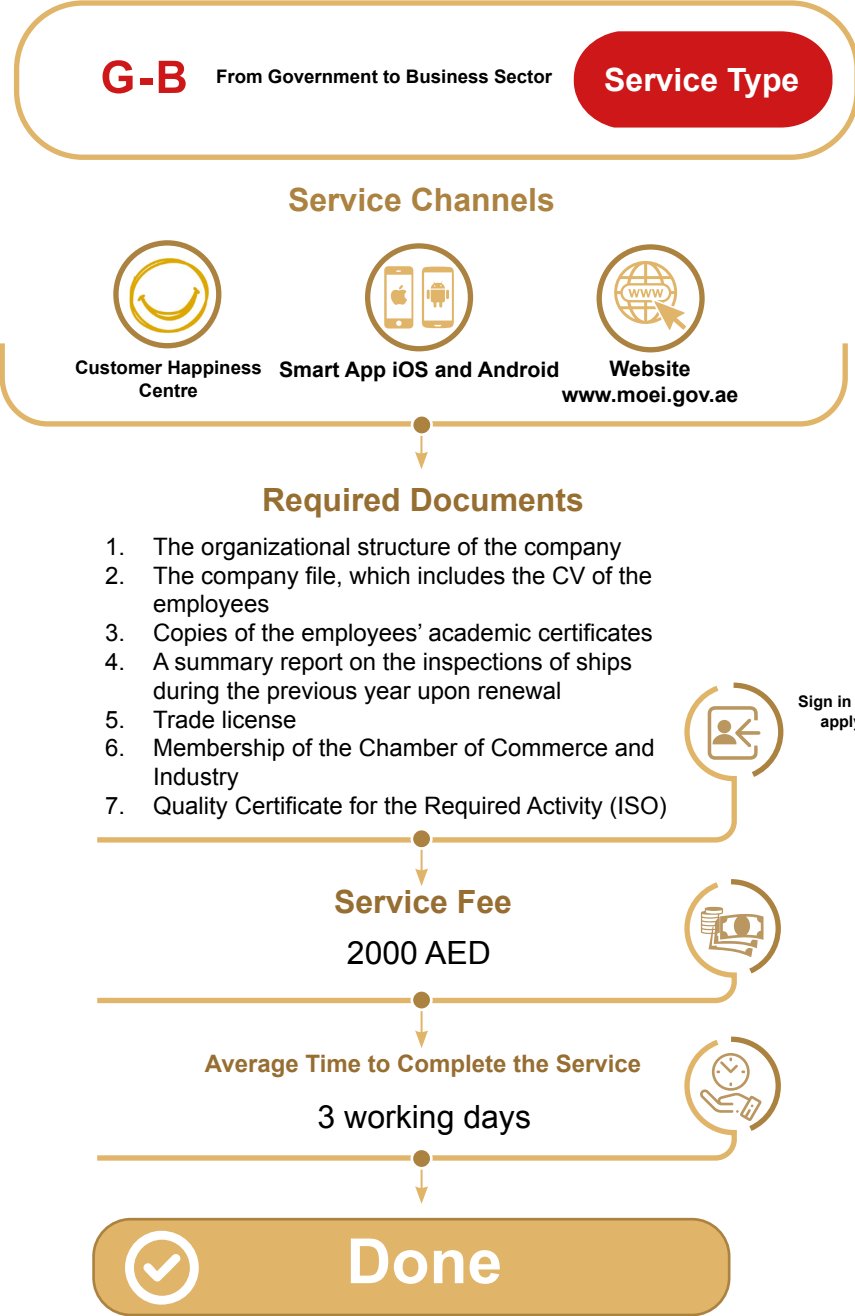 G-B
From Government to Business Sector
Service Type
Service Channels
Customer Happiness
Centre
Smart App iOS and Android
www
Website
www.moei.gov.ae
Required Documents
1. The organizational structure of the company
2. The company file, which includes the CV of the
employees
3. Copies of the employees’ academic certificates
4. A summary report on the inspections of ships
during the previous year upon renewal
5. Trade license
6. Membership of the Chamber of Commerce and
Industry
7. Quality Certificate for the Required Activity (ISO)
Sign in
apply
Service Fee
2000 AED
Average Time to Complete the Service
3 working days
Done